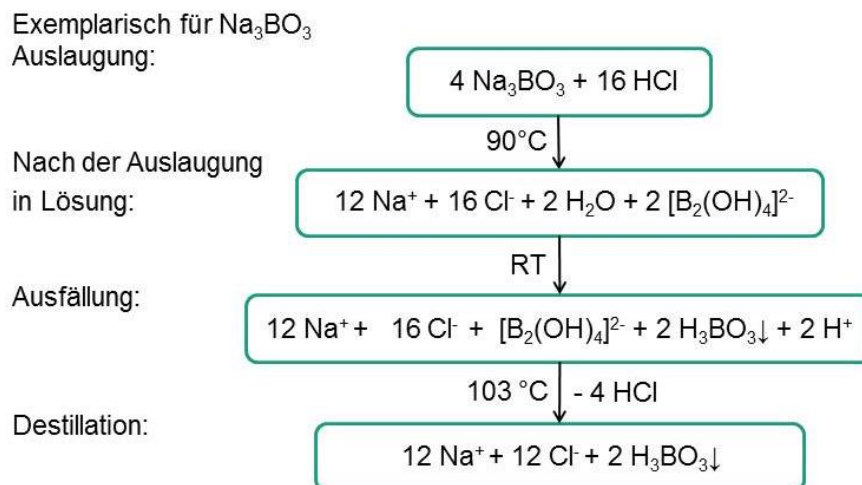 Exemplarisch für Na₃BO₃
Auslaugung:
4 Na₃BO₃ + 16 HCl
90°C
Nach der Auslaugung
in Lösung:
12 Na⁺ + 16 Cl⁻ + 2 H₂O + 2 [B₂(OH)₄]²⁻
RT
Ausfällung:
12 Na⁺ + 16 Cl⁻ + [B₂(OH)₄]²⁻ + 2 H₃BO₃↓ + 2 H⁺
103 °C - 4 HCl
Destillation:
12 Na⁺ + 12 Cl⁻ + 2 H₃BO₃↓